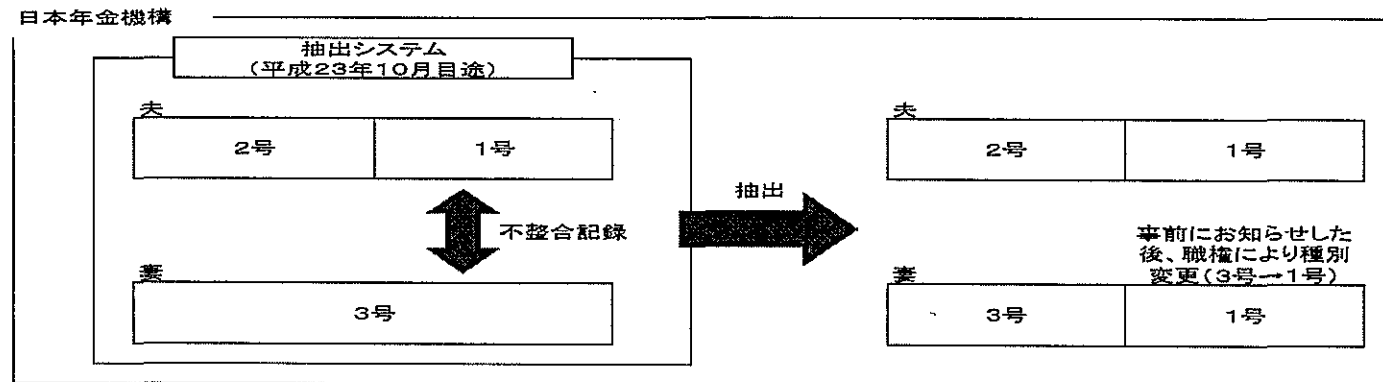 日本年金機構
抽出システム
(平成23年10月目途)
夫
2号
1号
不整合記録
妻
3号
抽出
夫
2号
1号
事前にお知らせした
後、職権により種別
変更(3号→1号)
妻
3号
1号